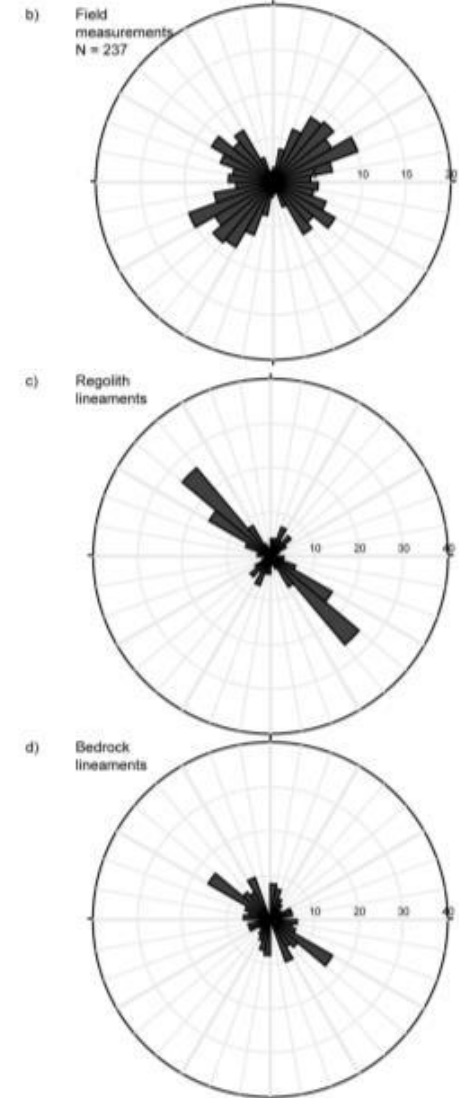 b)
Field
measurements
N = 237
10 15 20
c)
Regolith
lineaments
10 20 30 40
d)
Bedrock
lineaments
10 20 30 40